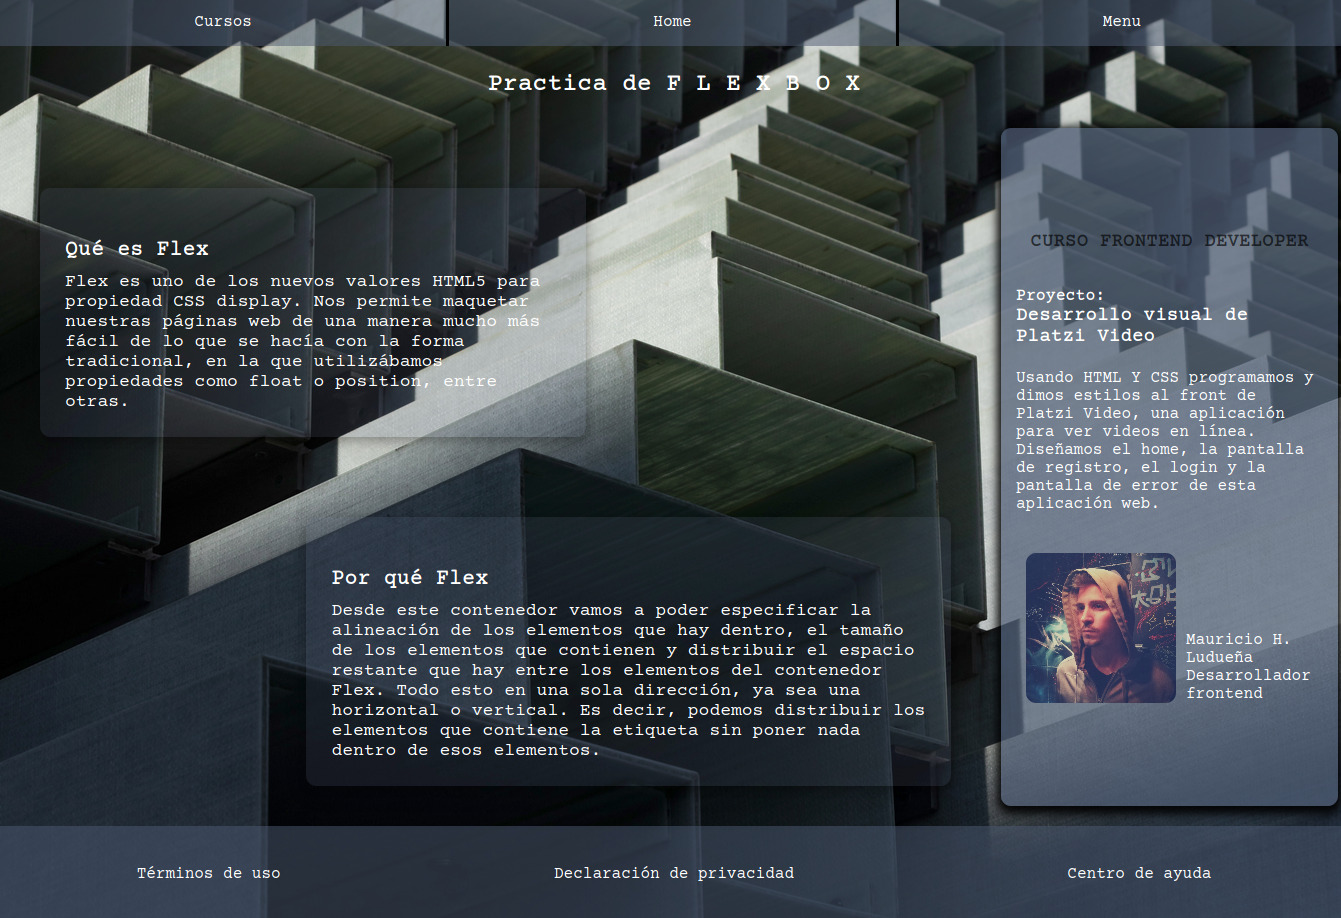 Cursos
Home
Menu
Practica de F L E X B O X
Qué es Flex
Flex es uno de los nuevos valores HTML5 para
propiedad CSS display. Nos permite maquetar
nuestras páginas web de una manera mucho más
fácil de lo que se hacía con la forma
tradicional, en la que utilizábamos
propiedades como float o position, entre
otras.
Por qué Flex
Desde este contenedor vamos a poder especificar la
alineación de los elementos que hay dentro, el tamaño
de los elementos que contienen y distribuir el espacio
restante que hay entre los elementos del contenedor
Flex. Todo esto en una sola dirección, ya sea una
horizontal o vertical. Es decir, podemos distribuir los
elementos que contiene la etiqueta sin poner nada
dentro de esos elementos.
CURSO FRONTEND DEVELOPER
Proyecto:
Desarrollo visual de
Platzi Video
Usando HTML Y CSS programamos y
dimos estilos al front de
Platzi Video, una aplicación
para ver videos en línea.
Diseñamos el home, la pantalla
de registro, el login y la
pantalla de error de esta
aplicación web.
Mauricio H.
Ludueña
Desarrollador
frontend
Términos de uso
Declaración de privacidad
Centro de ayuda